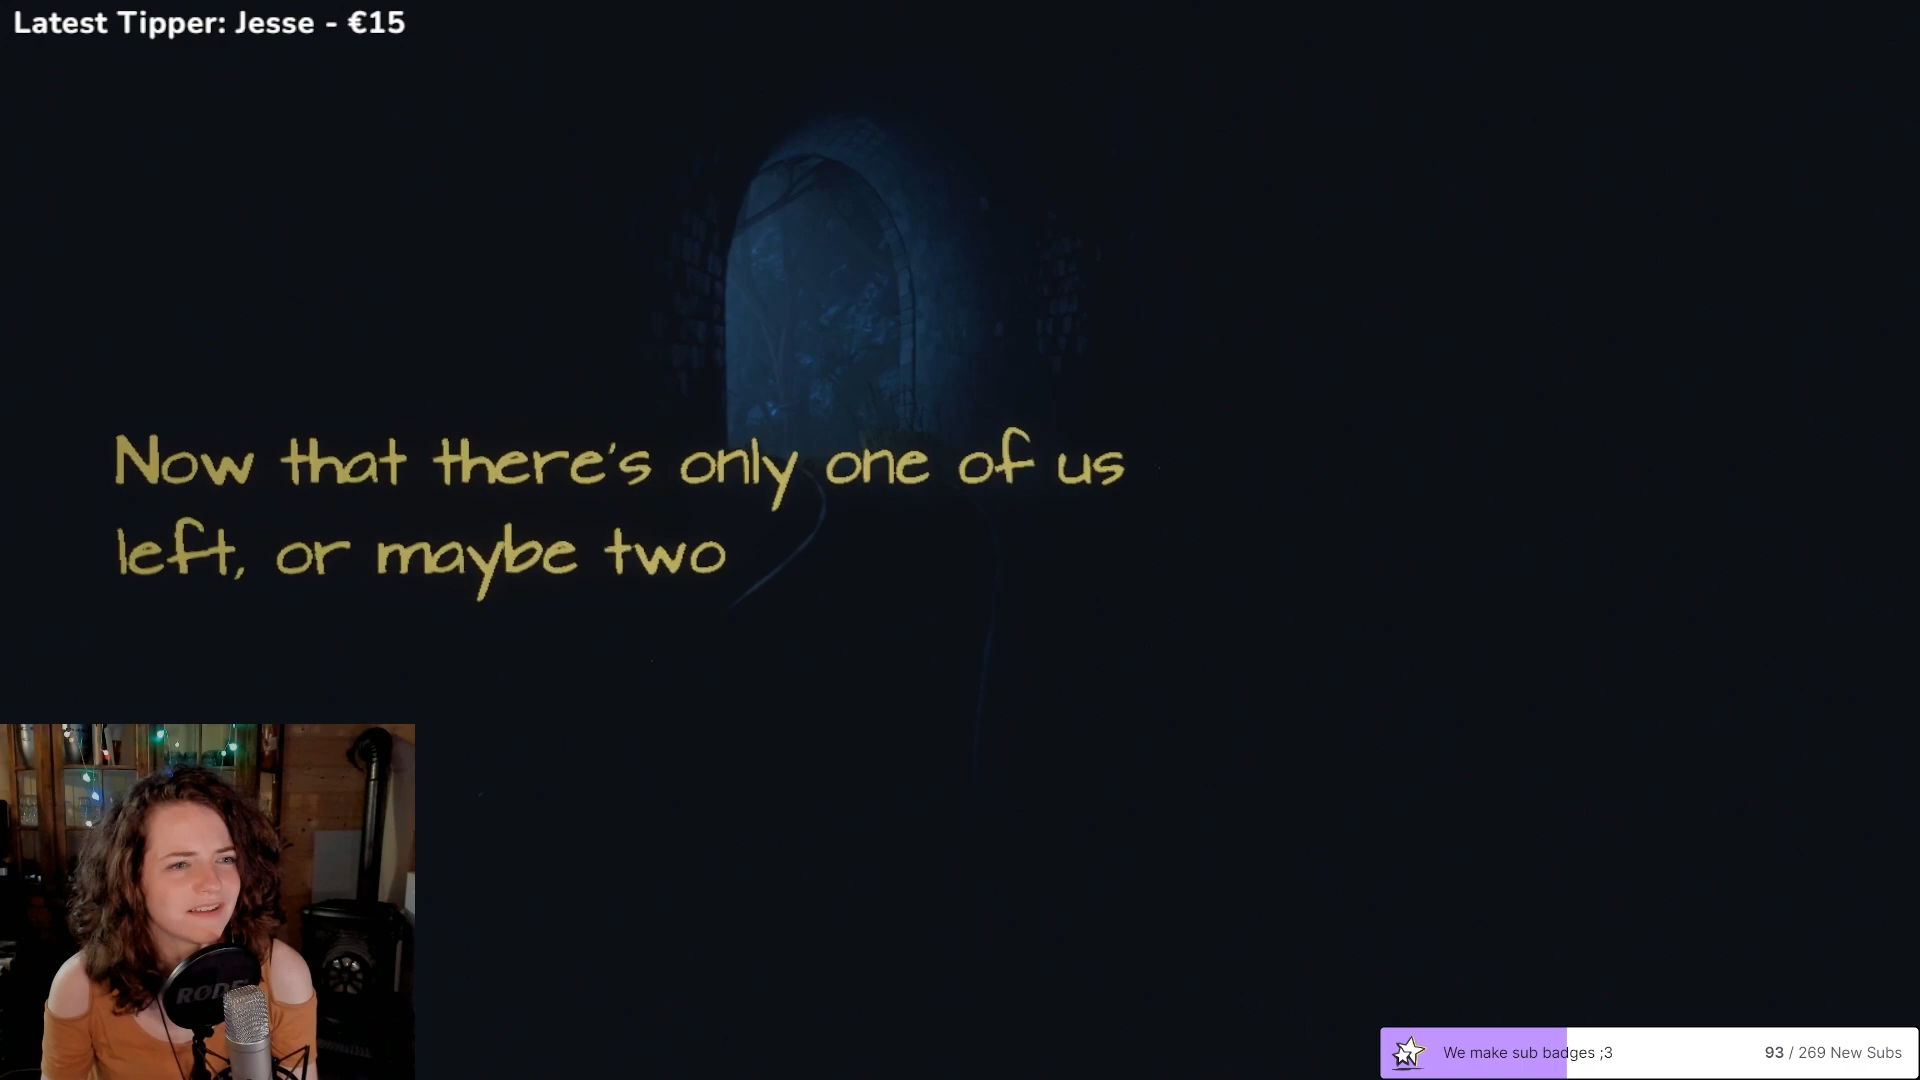 Latest Tipper: Jesse - €15
Now that there's only one of us
left, or maybe two
RØDE
We make sub badges ;3
93 / 269 New Subs